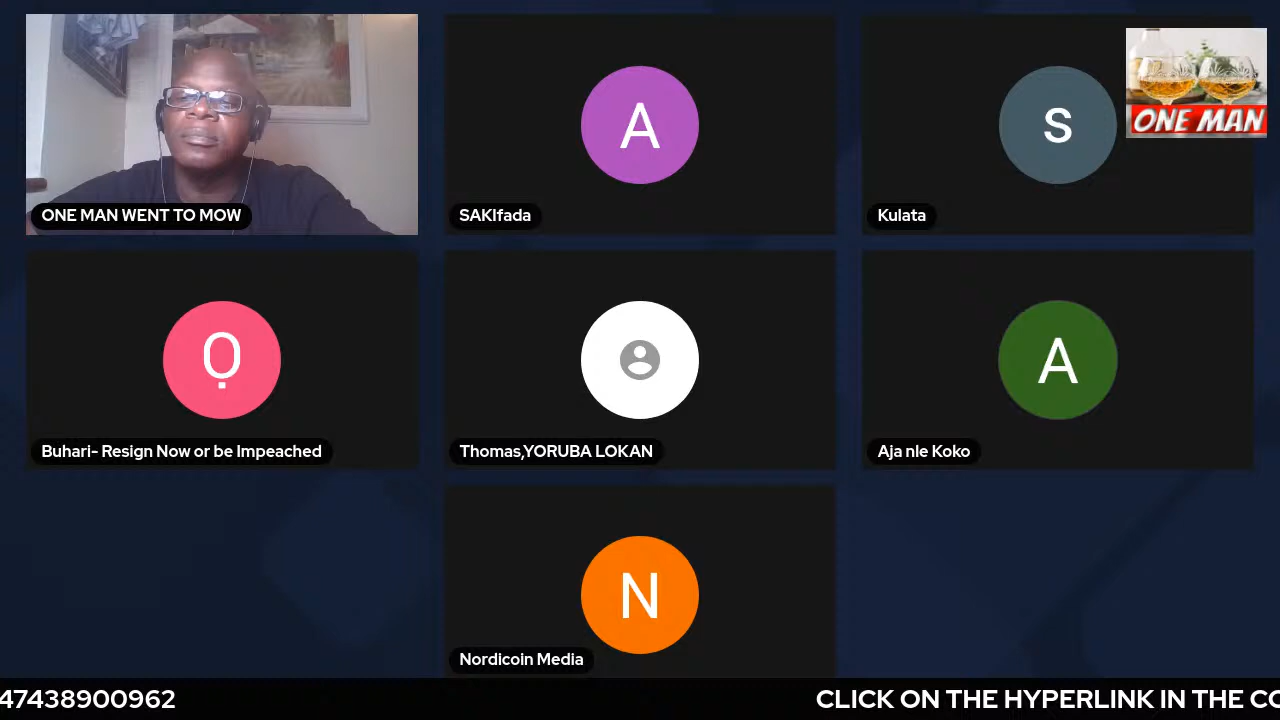 ONE MAN WENT TO MOW
A
SAKIfada
S
Kulata
ONE MAN
Ọ
Buhari- Resign Now or be Impeached
Thomas,YORUBA LOKAN
A
Aja nle Koko
N
Nordicoin Media
47438900962
CLICK ON THE HYPERLINK IN THE CO